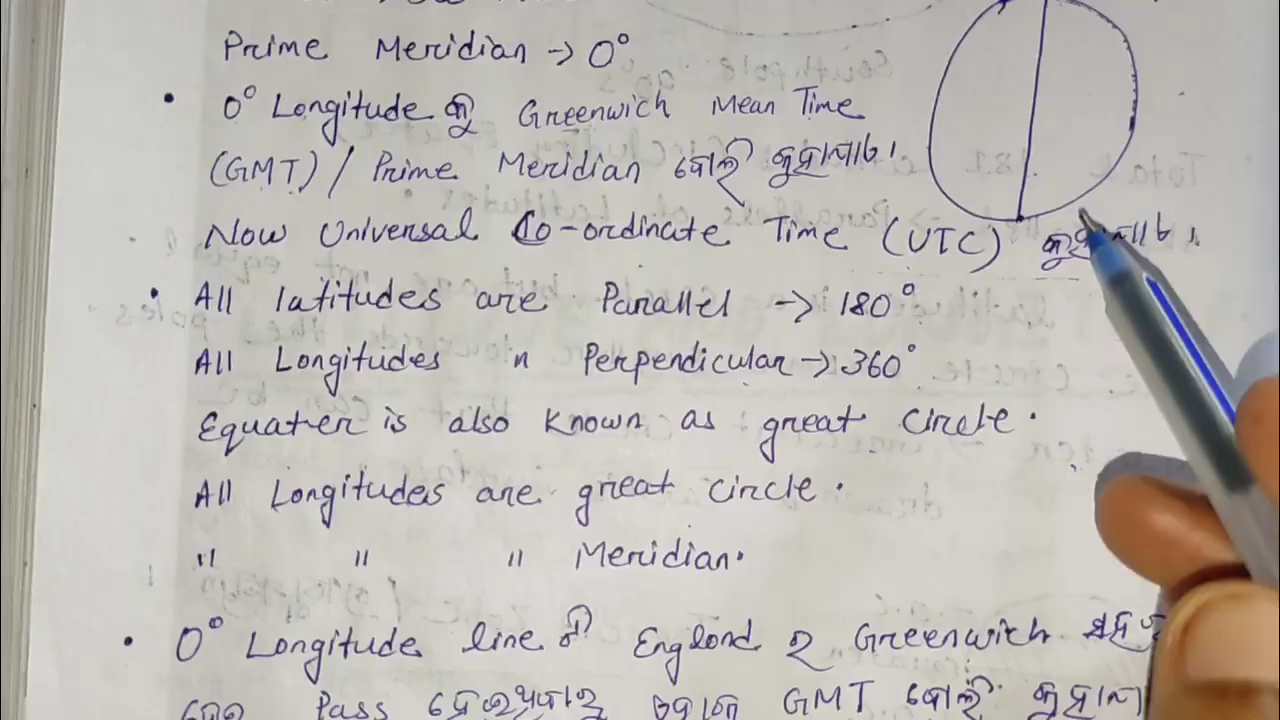 Prime Meridian → 0°
• 0° Longitude କୁ Greenwich Mean Time
(GMT) / Prime Meridian ବୋଲି କୁହାଯାଏ।
Now Universal Co-ordinate Time (UTC) କୁହାଯାଏ।
• All latitudes are Parallel → 180°
All Longitudes " Perpendicular → 360°
Equater is also known as great circle.
All Longitudes are great circle.
" " " Meridian.
• 0° Longitude line ଟି England ର Greenwich ସହର
ଦେଇ Pass ହୋଇଥିବାରୁ ଏହାକୁ GMT ବୋଲି କୁହାଯା